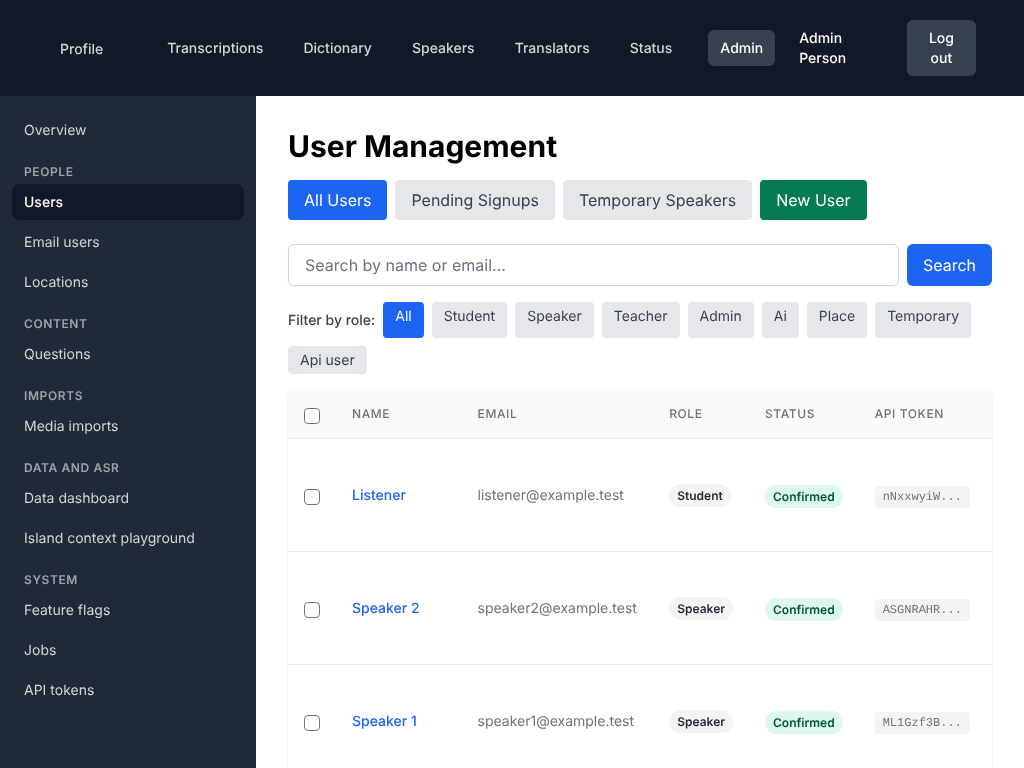 Profile
Transcriptions
Dictionary
Speakers
Translators
Status
Admin
Admin Person
Log out
Overview
PEOPLE
Users
Email users
Locations
CONTENT
Questions
IMPORTS
Media imports
DATA AND ASR
Data dashboard
Island context playground
SYSTEM
Feature flags
Jobs
API tokens
User Management
All Users
Pending Signups
Temporary Speakers
New User
Search by name or email...
Search
Filter by role:
All
Student
Speaker
Teacher
Admin
Ai
Place
Temporary
Api user
NAME EMAIL ROLE STATUS API TOKEN
Listener listener@example.test Student Confirmed nNxxwyiW...
Speaker 2 speaker2@example.test Speaker Confirmed ASGNRAHR...
Speaker 1 speaker1@example.test Speaker Confirmed ML1Gzf3B...